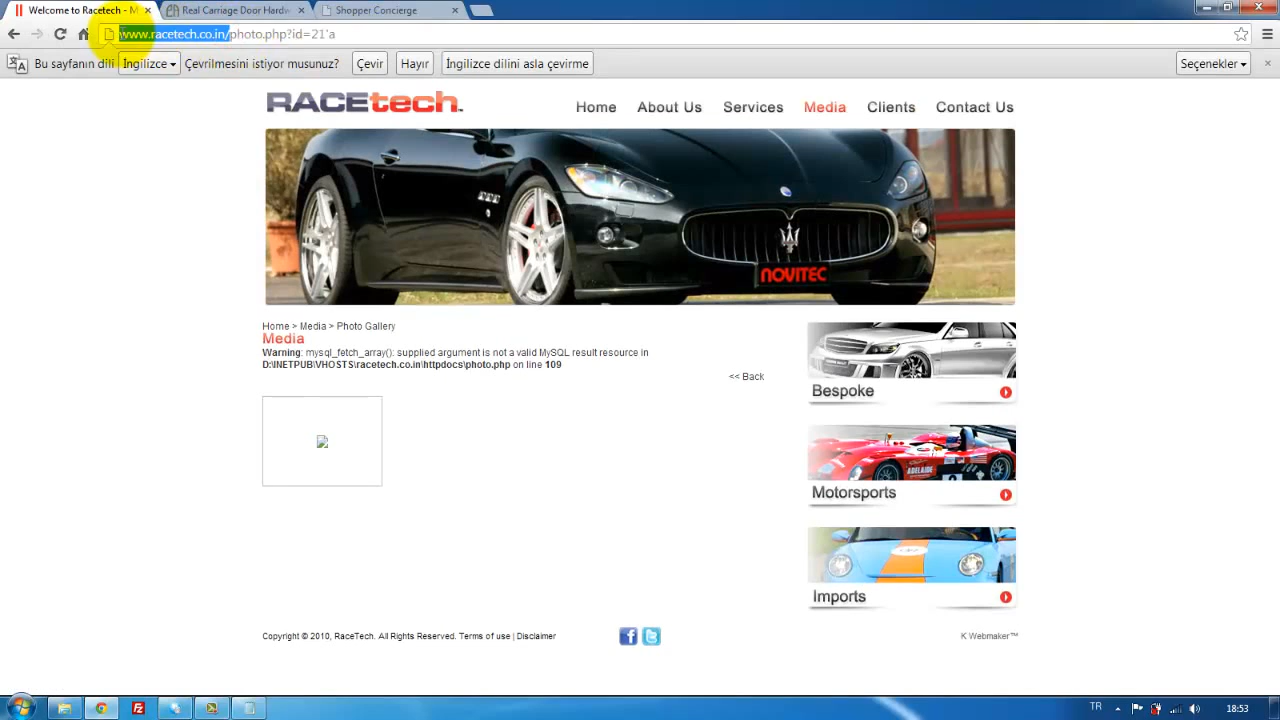 Welcome to Racetech - M
Real Carriage Door Hardw
Shopper Concierge
www.racetech.co.in/photo.php?id=21'a
Bu sayfanın dili İngilizce Çevrilmesini istiyor musunuz? Çevir Hayır İngilizce dilini asla çevirme Seçenekler
RACEtech
Home About Us Services Media Clients Contact Us
NOVITEC
Home > Media > Photo Gallery
Media
Warning: mysql_fetch_array(): supplied argument is not a valid MySQL result resource in
D:\INETPUB\VHOSTS\racetech.co.in\httpdocs\photo.php on line 109
<< Back
Bespoke
ADELAIDE
Motorsports
Imports
Copyright © 2010, RaceTech. All Rights Reserved. Terms of use | Disclaimer
K Webmaker™
TR
18:53